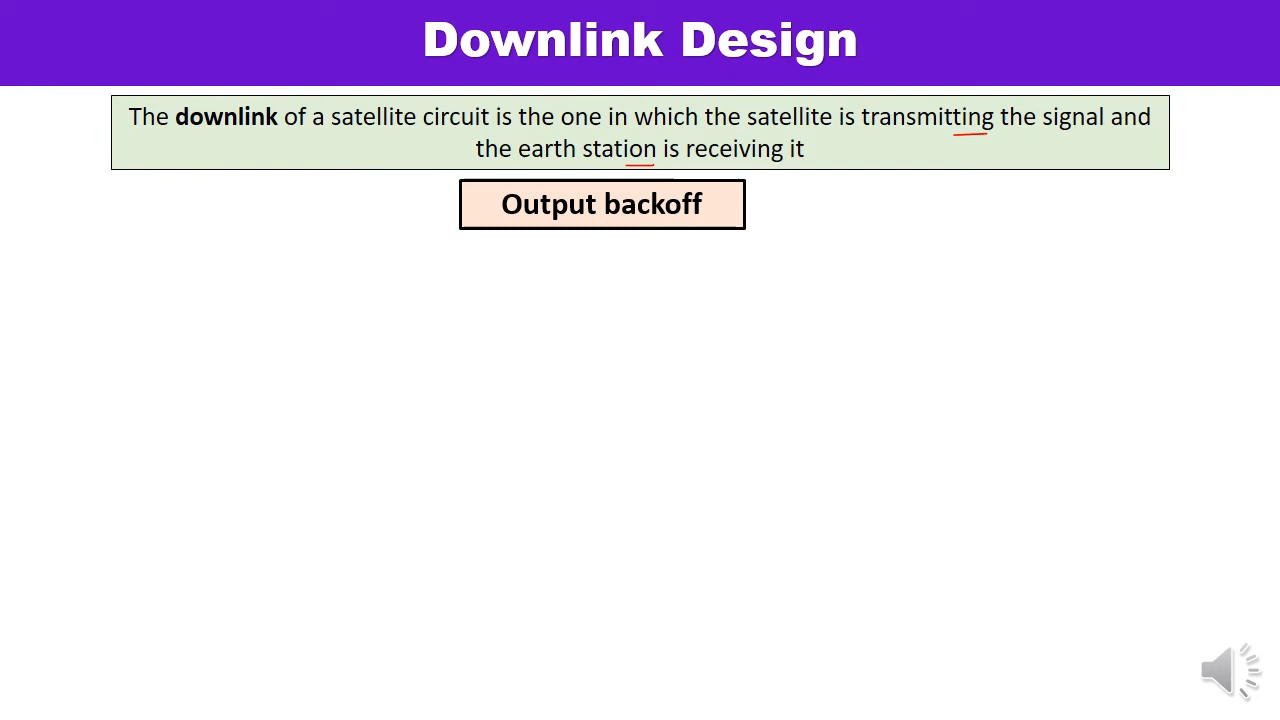 Downlink Design
The downlink of a satellite circuit is the one in which the satellite is transmitting the signal and
the earth station is receiving it
Output backoff